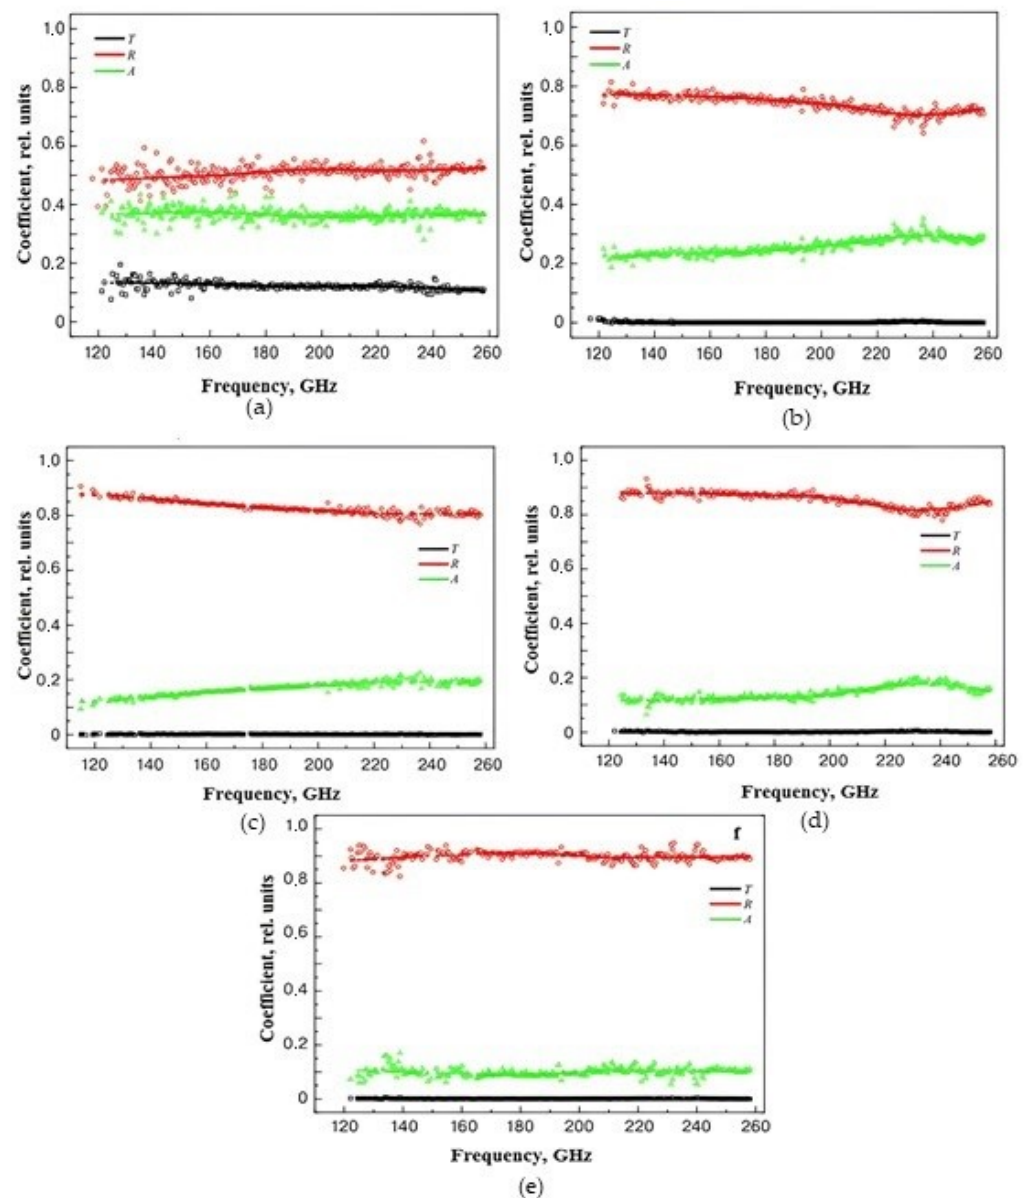 1.0
T
R
A
0.8
0.6
0.4
0.2
0
Coefficient, rel. units
120 140 160 180 200 220 240 260
Frequency, GHz
(a)
1.0
T
R
A
0.8
0.6
0.4
0.2
0
Coefficient, rel. units
120 140 160 180 200 220 240 260
Frequency, GHz
(b)
1.0
0.8
T
R
A
0.6
0.4
0.2
0
Coefficient, rel. units
120 140 160 180 200 220 240 260
Frequency, GHz
(c)
1.0
0.8
T
R
A
0.6
0.4
0.2
0
Coefficient, rel. units
120 140 160 180 200 220 240 260
Frequency, GHz
(d)
1.0
f
0.8
T
R
A
0.6
0.4
0.2
0
Coefficient, rel. units
120 140 160 180 200 220 240 260
Frequency, GHz
(e)